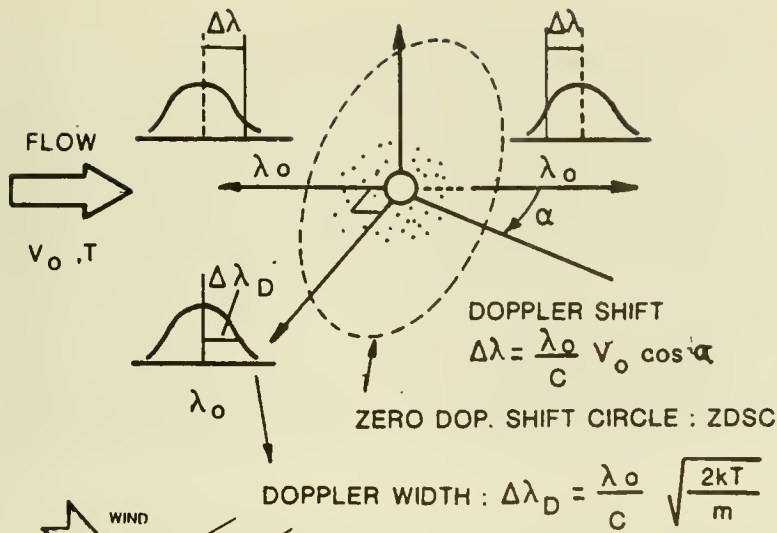 Δλ Δλ
FLOW
λo λo
α
Vo ,T
ΔλD
λo
DOPPLER SHIFT
Δλ = λo/C Vo cos α
ZERO DOP. SHIFT CIRCLE : ZDSC
DOPPLER WIDTH : ΔλD = λo/C √(2kT/m)
WIND